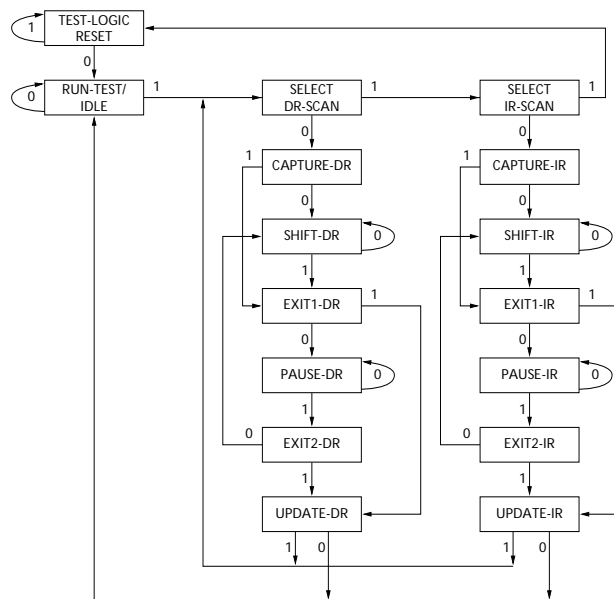 TEST-LOGIC
RESET
1
0
RUN-TEST/
IDLE
0
1
SELECT
DR-SCAN
1
SELECT
IR-SCAN
1
0
0
1
CAPTURE-DR
1
CAPTURE-IR
0
0
SHIFT-DR
0
SHIFT-IR
0
1
1
EXIT1-DR
1
EXIT1-IR
1
0
0
PAUSE-DR
0
PAUSE-IR
0
1
1
0
EXIT2-DR
0
EXIT2-IR
1
1
UPDATE-DR
UPDATE-IR
1
0
1
0